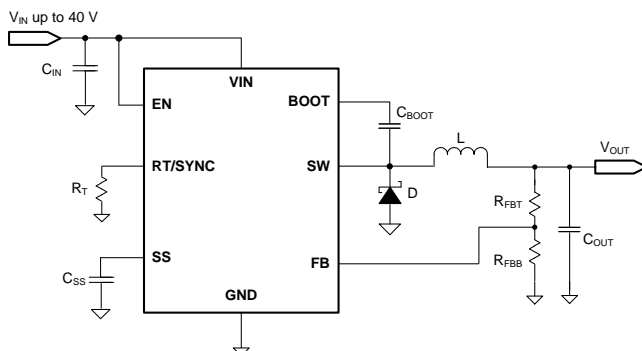 VIN up to 40 V
CIN
VIN
EN
BOOT
CBOOT
L
VOUT
RT/SYNC
SW
RT
D
RFBT
COUT
SS
CSS
FB
RFBB
GND